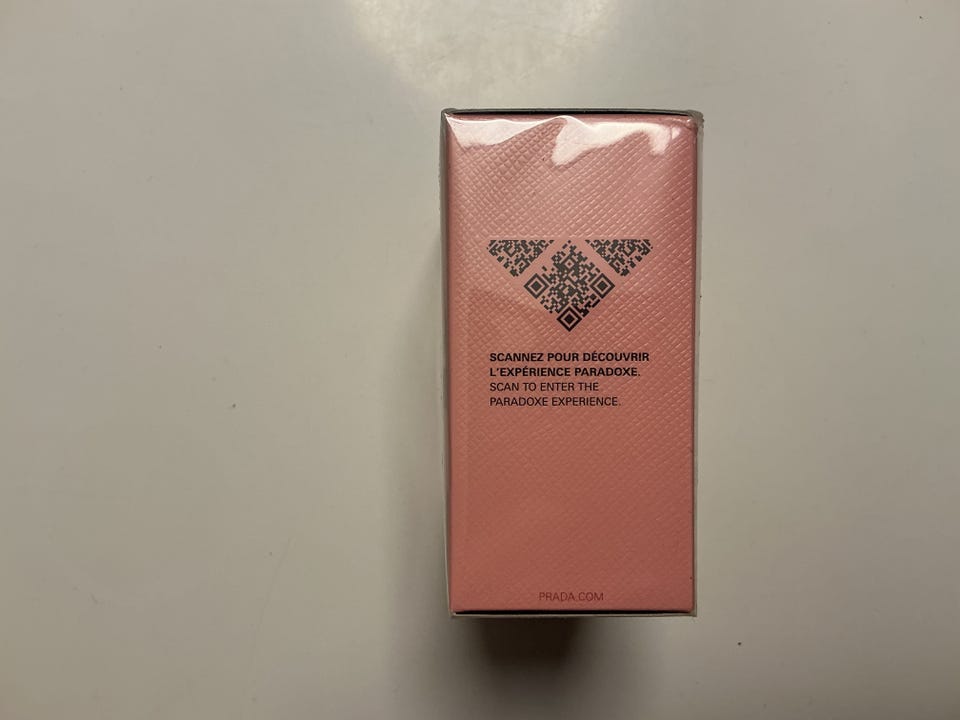 SCANNEZ POUR DÉCOUVRIR
L'EXPÉRIENCE PARADOXE.
SCAN TO ENTER THE
PARADOXE EXPERIENCE.
PRADA.COM